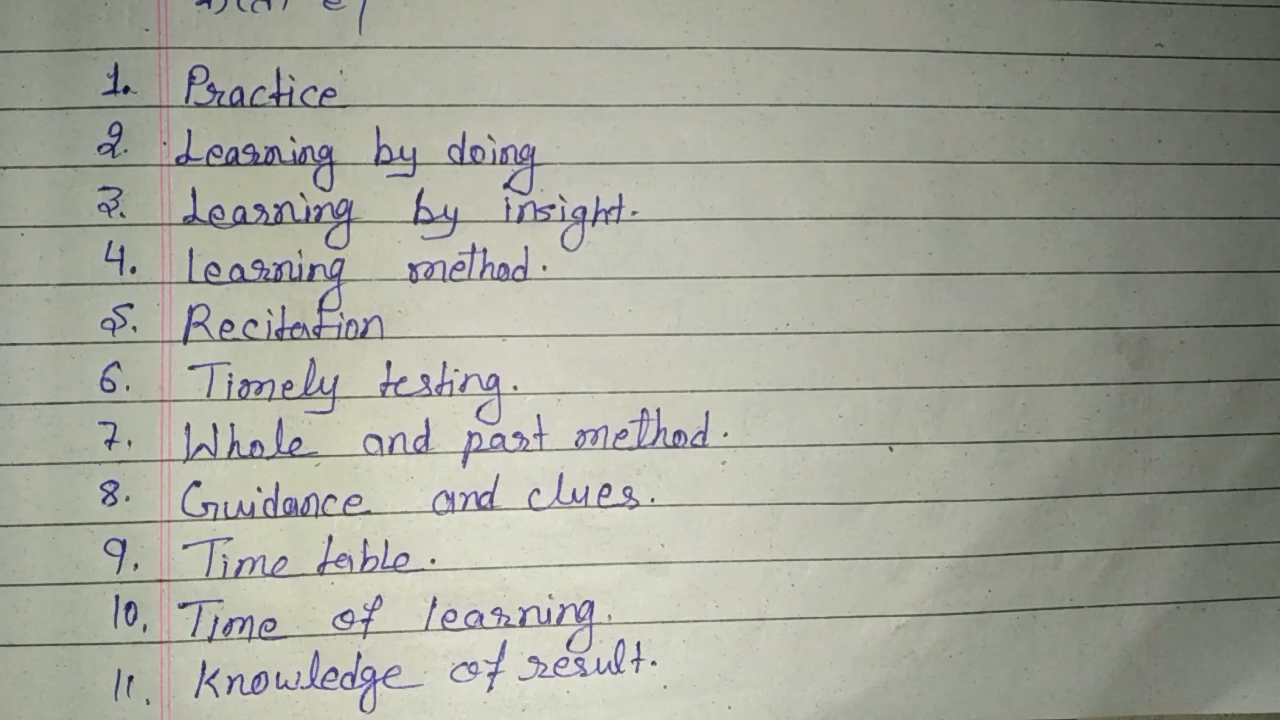 1. Practice
2. Learning by doing
3. Learning by insight.
4. Learning method.
5. Recitation
6. Timely testing.
7. Whole and part method.
8. Guidance and clues.
9. Time table.
10. Time of learning.
11. Knowledge of result.